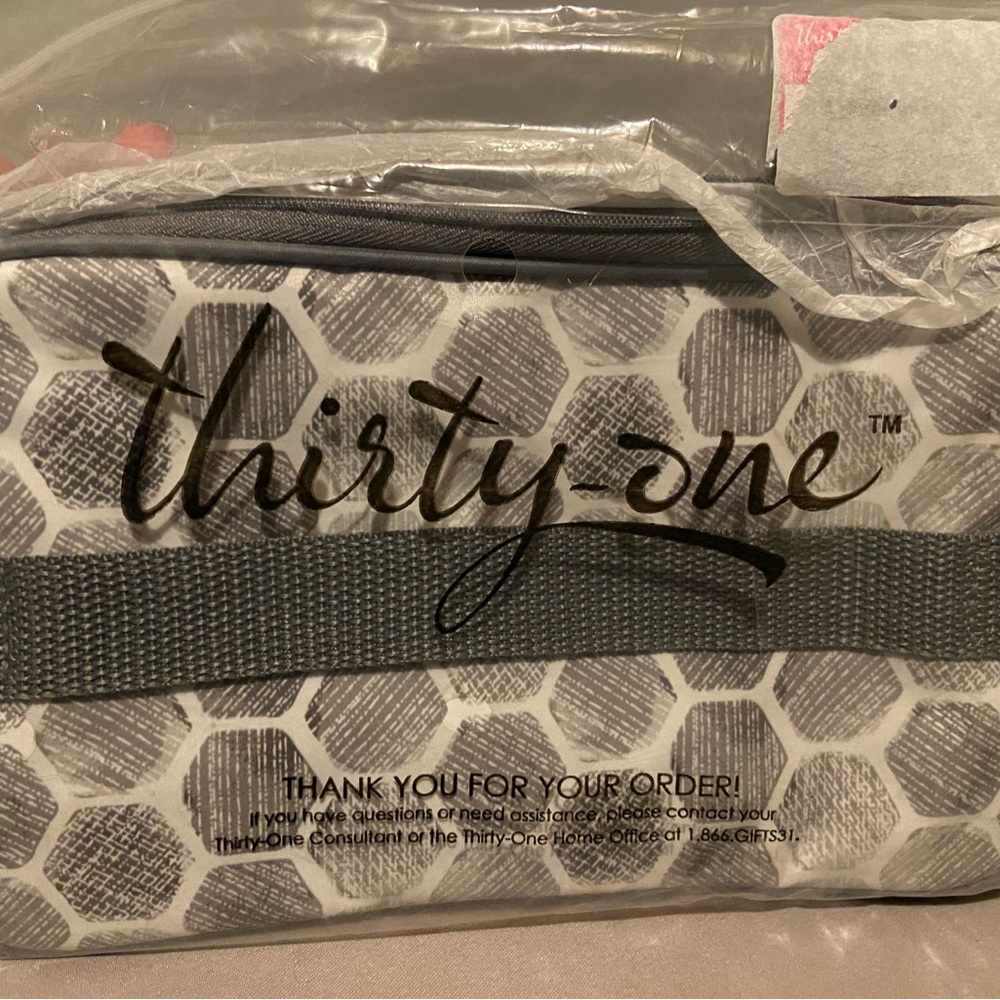 thirty-one™
THANK YOU FOR YOUR ORDER!
If you have questions or need assistance, please contact your
Thirty-One Consultant or the Thirty-One Home Office at 1.866.GIFTS31.